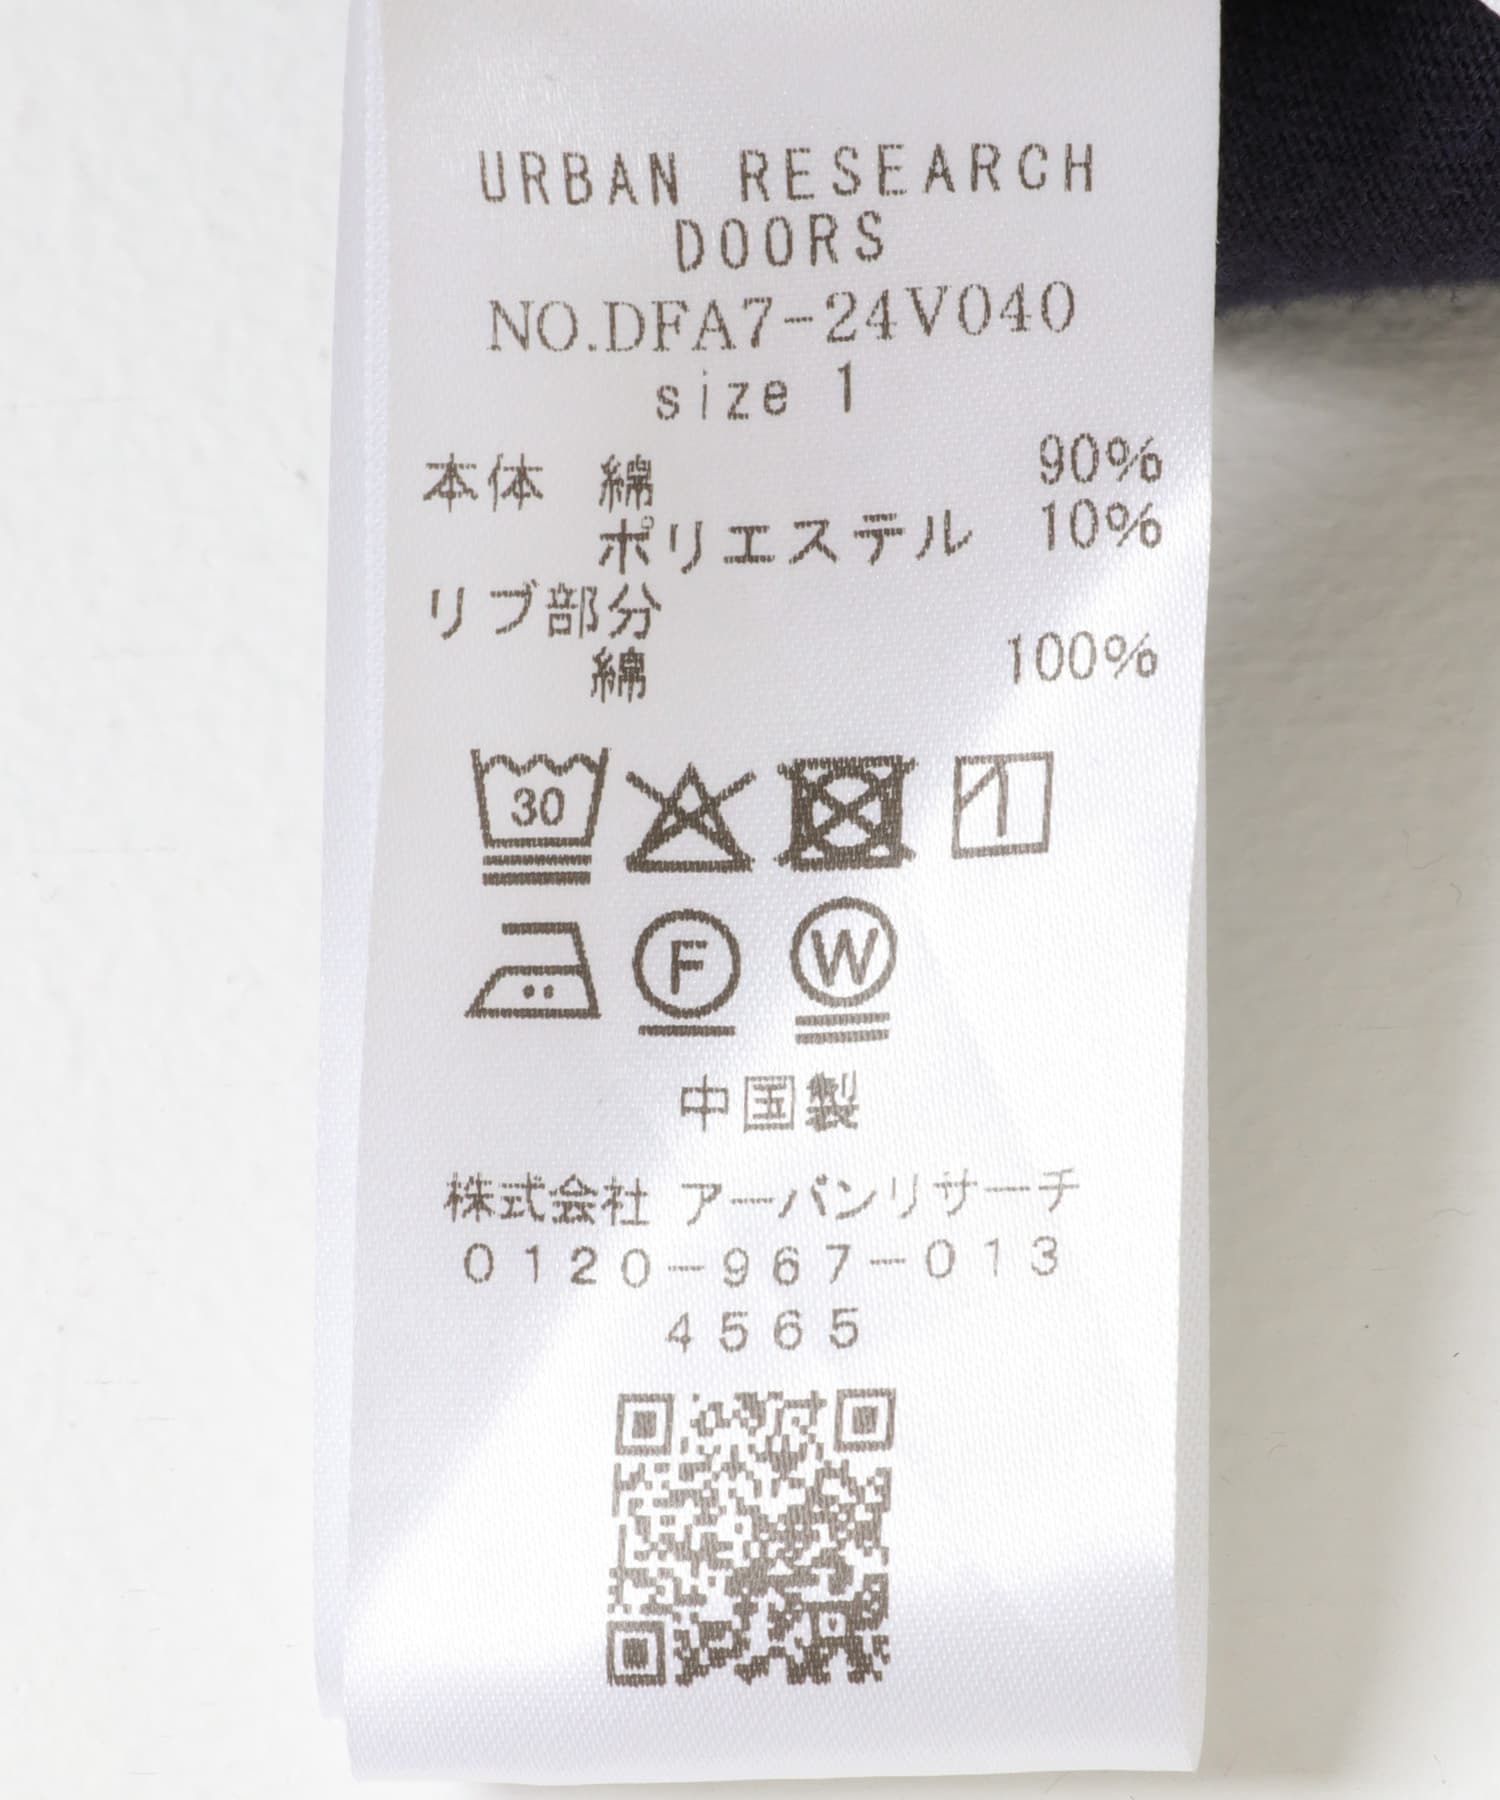 URBAN RESEARCH
DOORS
NO.DFA7-24V040
size 1
本体 綿 90%
ポリエステル 10%
リブ部分
綿 100%
30
F W
中国製
株式会社 アーバンリサーチ
0120-967-013
4565